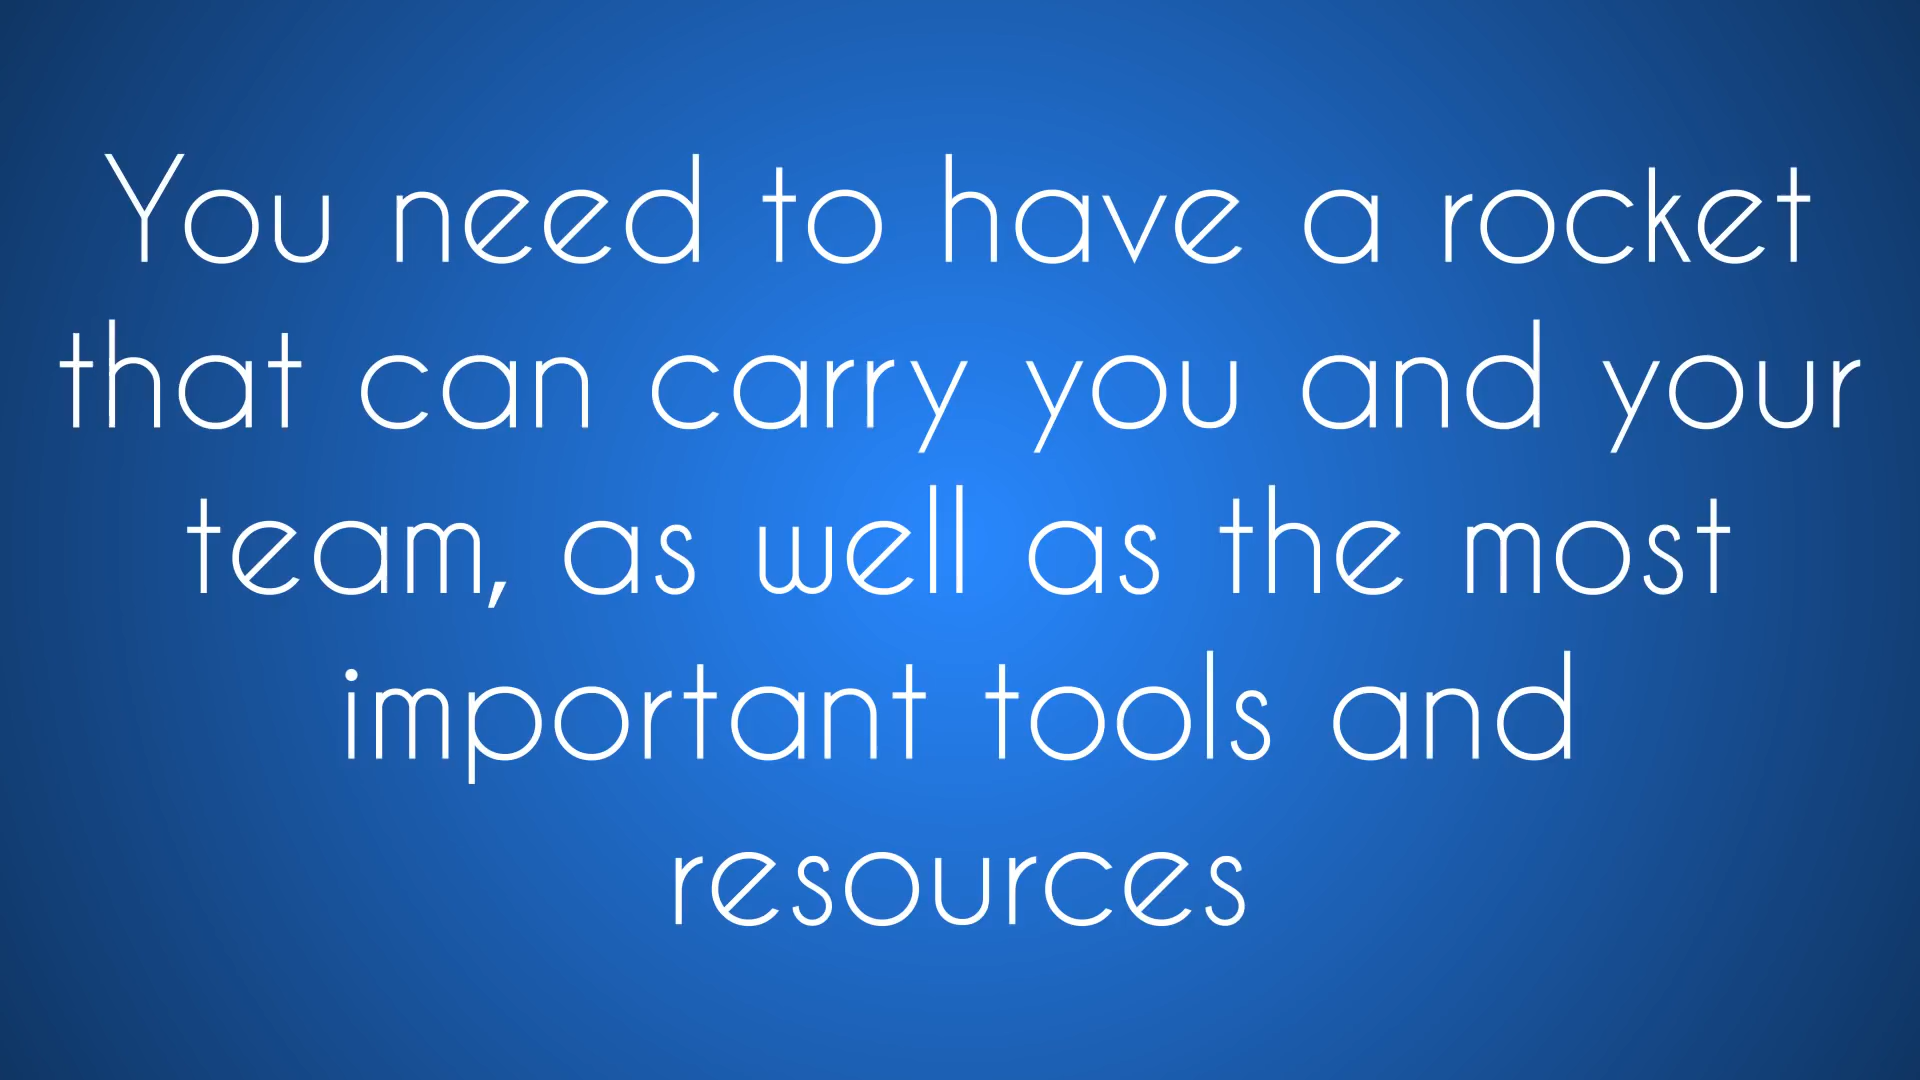 You need to have a rocket
that can carry you and your
team, as well as the most
important tools and
resources